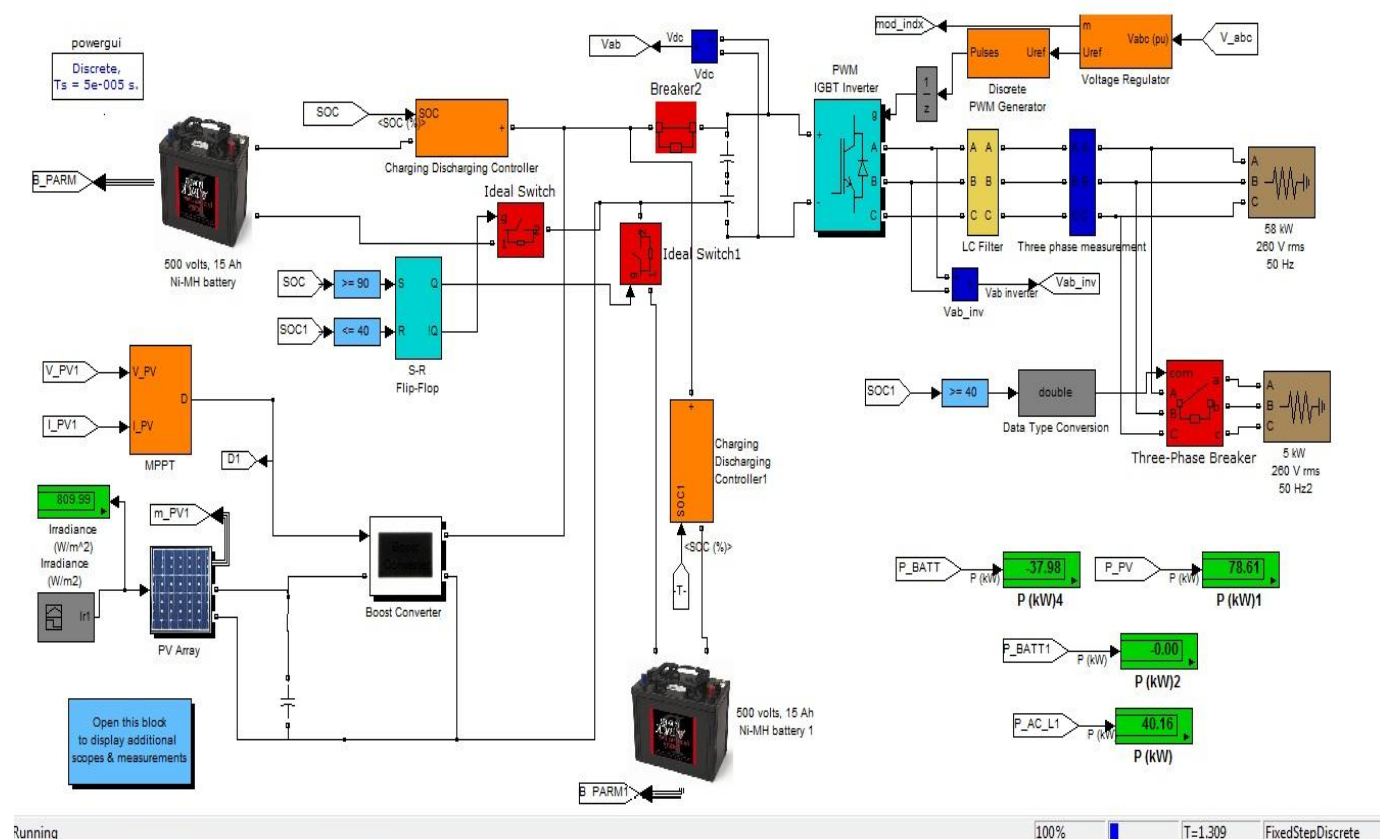 powergui
Discrete,
Ts = 5e-005 s.
B_PARM
500 volts, 15 Ah
Ni-MH battery
SOC
SOC
<SOC (%)>
+
Charging Discharging Controller
Vab
Vdc
Vdc
Breaker2
mod_indx
m
Vabc (pu)
Uref
V_abc
Voltage Regulator
Pulses
Uref
Discrete
PWM Generator
1
z
PWM
IGBT Inverter
g
+
-
A
B
C
A A
B B
C C
LC Filter
A A
B B
C C
Three phase measurement
A
B
C
58 kW
260 V rms
50 Hz
Ideal Switch
Ideal Switch1
SOC
>= 90
SOC1
<= 40
S
Q
R
!Q
S-R
Flip-Flop
Vab_inv
Vab inverter
Vab_inv
SOC1
>= 40
double
Data Type Conversion
com
A
B
C
a
b
c
Three-Phase Breaker
A
B
C
5 kW
260 V rms
50 Hz2
V_PV1
V_PV
I_PV1
I_PV
D
MPPT
D1
809.99
Irradiance
(W/m^2)
Irradiance
(W/m2)
Ir1
m_PV1
PV Array
Boost
Converter
Boost Converter
+
SOC1
Charging
Discharging
Controller1
<SOC (%)>
-T-
500 volts, 15 Ah
Ni-MH battery 1
B_PARM1
P_BATT
P (kW)
-37.98
P (kW)4
P_PV
P (kW)
78.61
P (kW)1
P_BATT1
P (kW)
-0.00
P (kW)2
P_AC_L1
P (kW)
40.16
P (kW)
Open this block
to display additional
scopes & measurements
Running
100%
T=1.309
FixedStepDiscrete